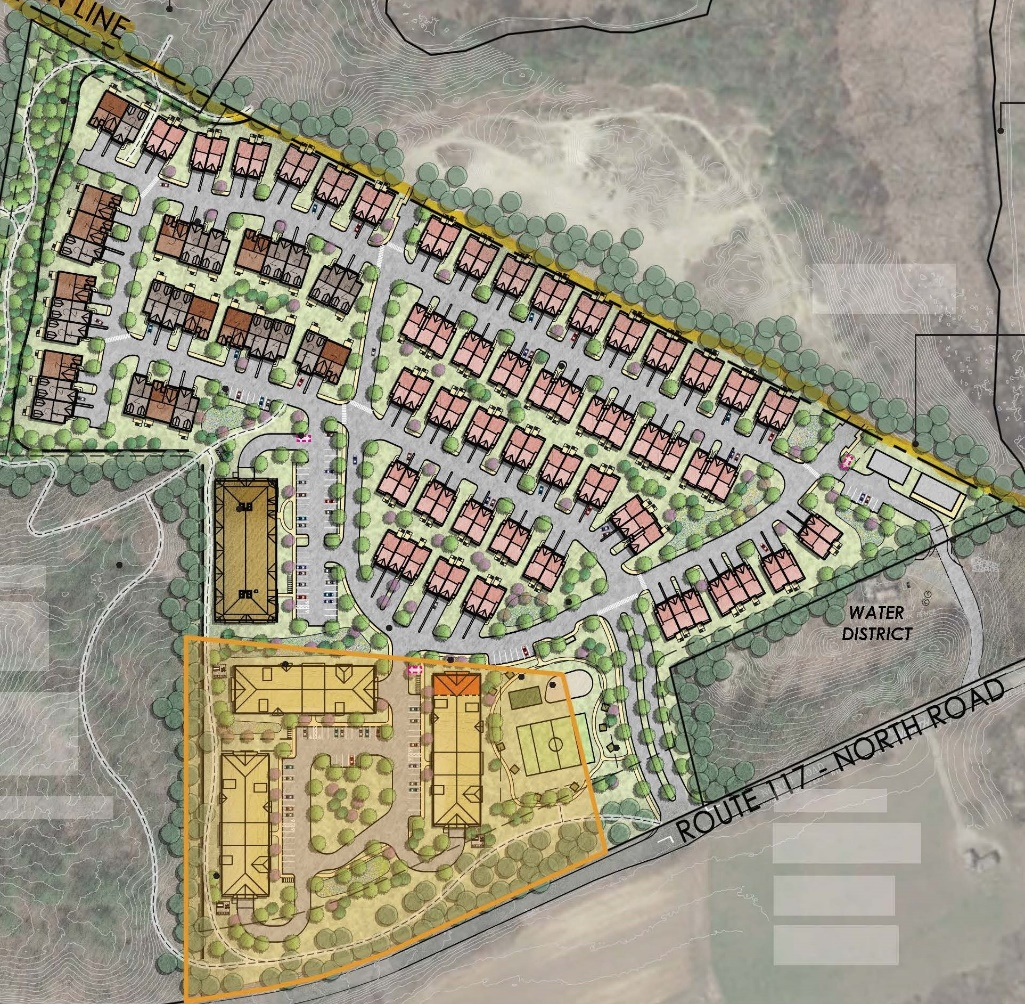 N LINE
WATER
DISTRICT
ROUTE 117 - NORTH ROAD